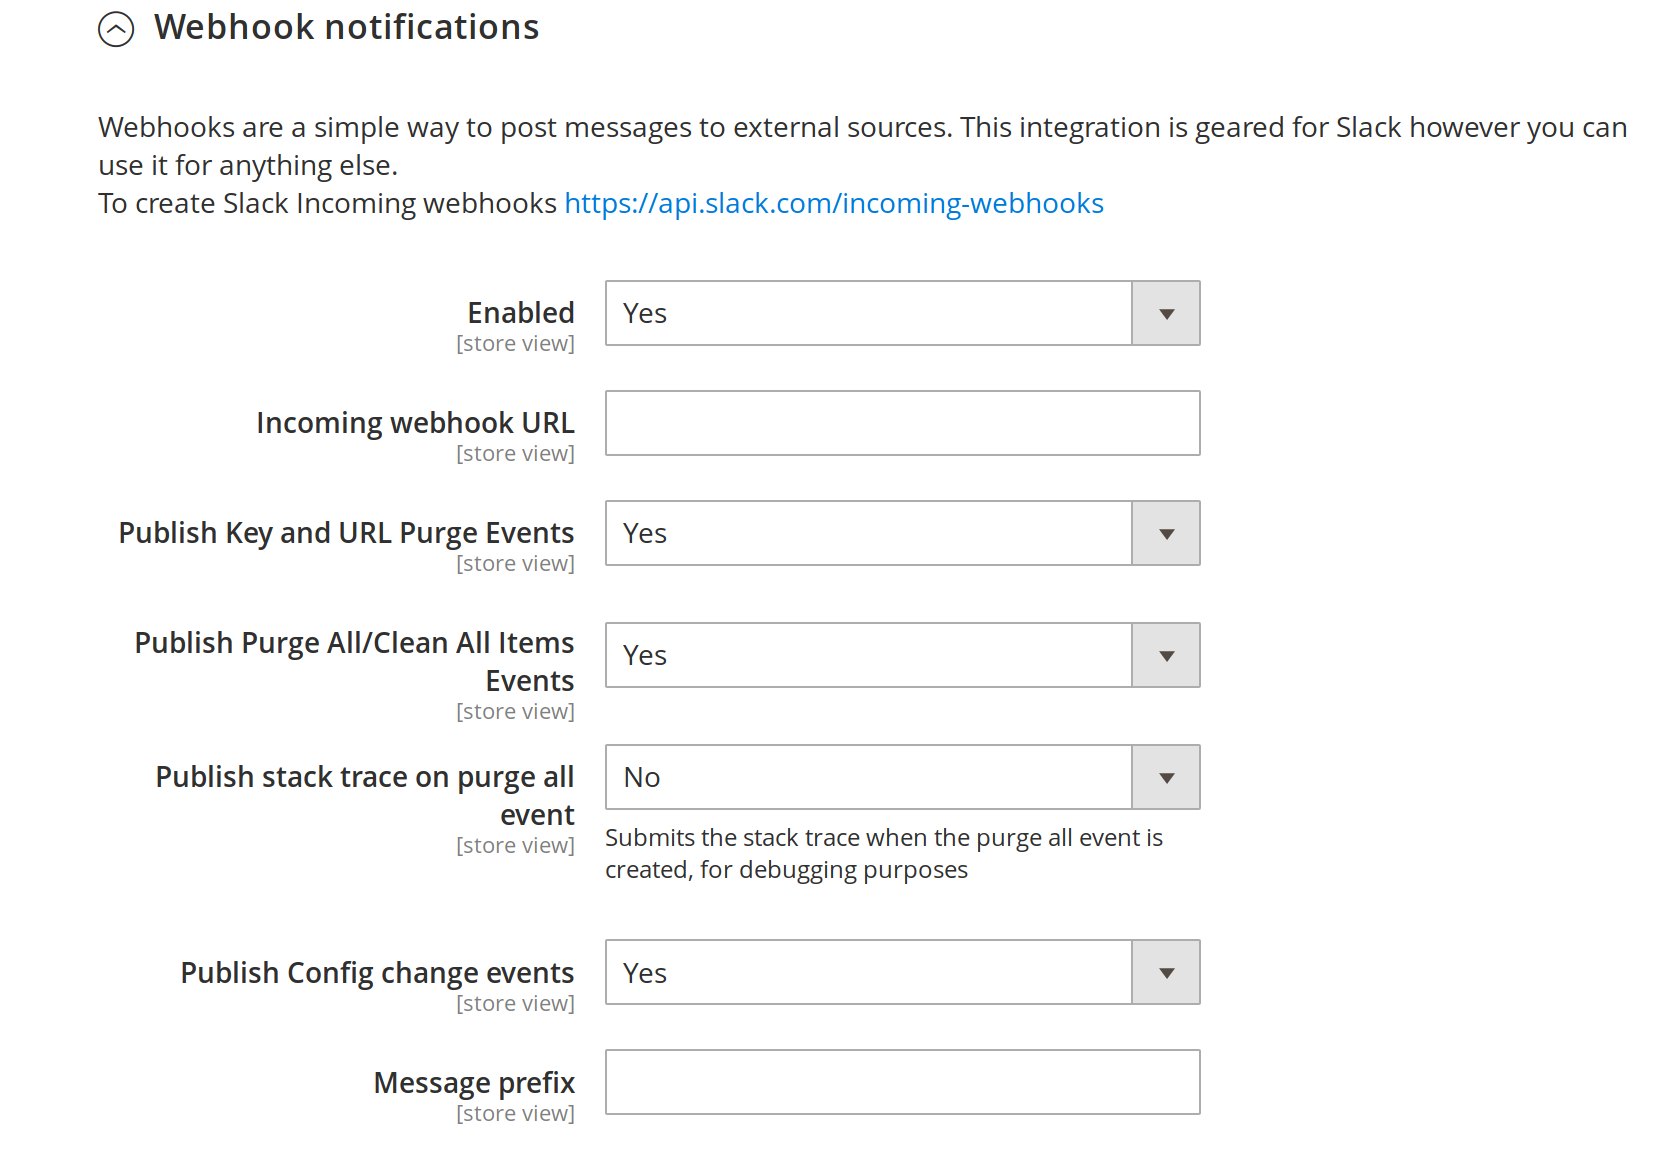 Webhook notifications
Webhooks are a simple way to post messages to external sources. This integration is geared for Slack however you can
use it for anything else.
To create Slack Incoming webhooks https://api.slack.com/incoming-webhooks
Enabled
[store view]
Yes
Incoming webhook URL
[store view]
Publish Key and URL Purge Events
[store view]
Yes
Publish Purge All/Clean All Items
Events
[store view]
Yes
Publish stack trace on purge all
event
[store view]
No
Submits the stack trace when the purge all event is
created, for debugging purposes
Publish Config change events
[store view]
Yes
Message prefix
[store view]